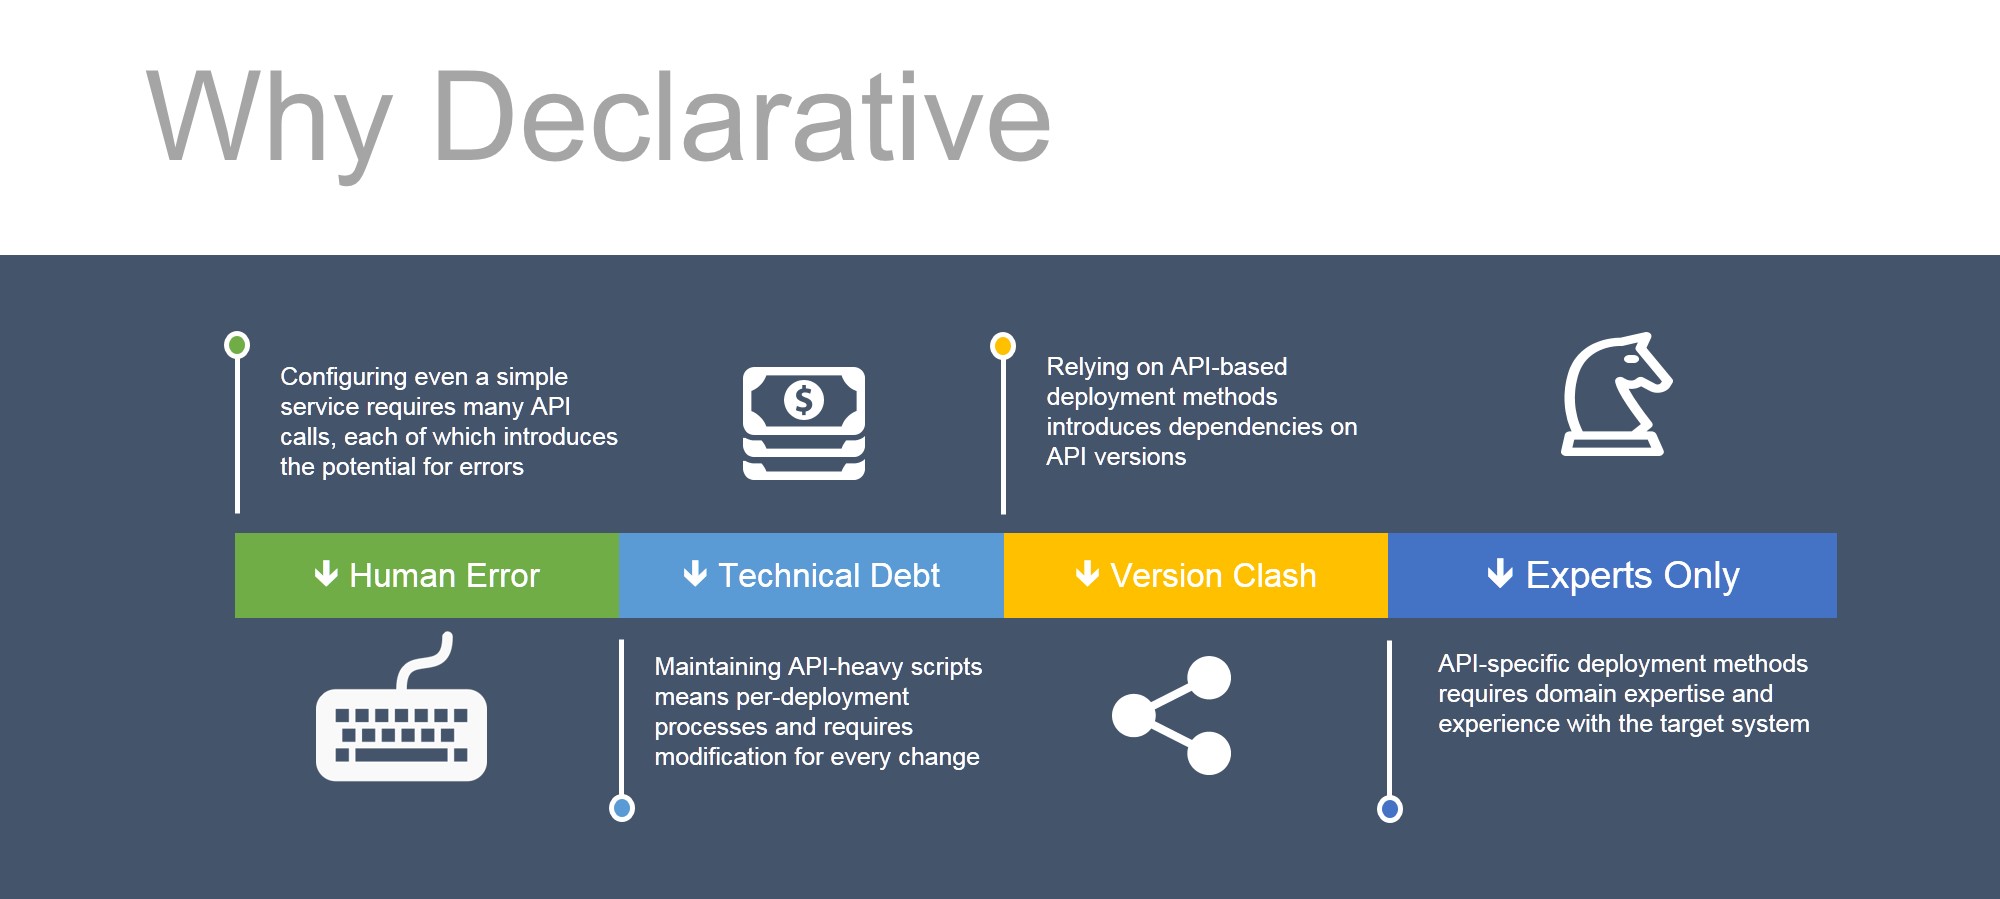 Why Declarative
Configuring even a simple
service requires many API
calls, each of which introduces
the potential for errors
$
Relying on API-based
deployment methods
introduces dependencies on
API versions
↓ Human Error
↓ Technical Debt
↓ Version Clash
↓ Experts Only
Maintaining API-heavy scripts
means per-deployment
processes and requires
modification for every change
API-specific deployment methods
requires domain expertise and
experience with the target system